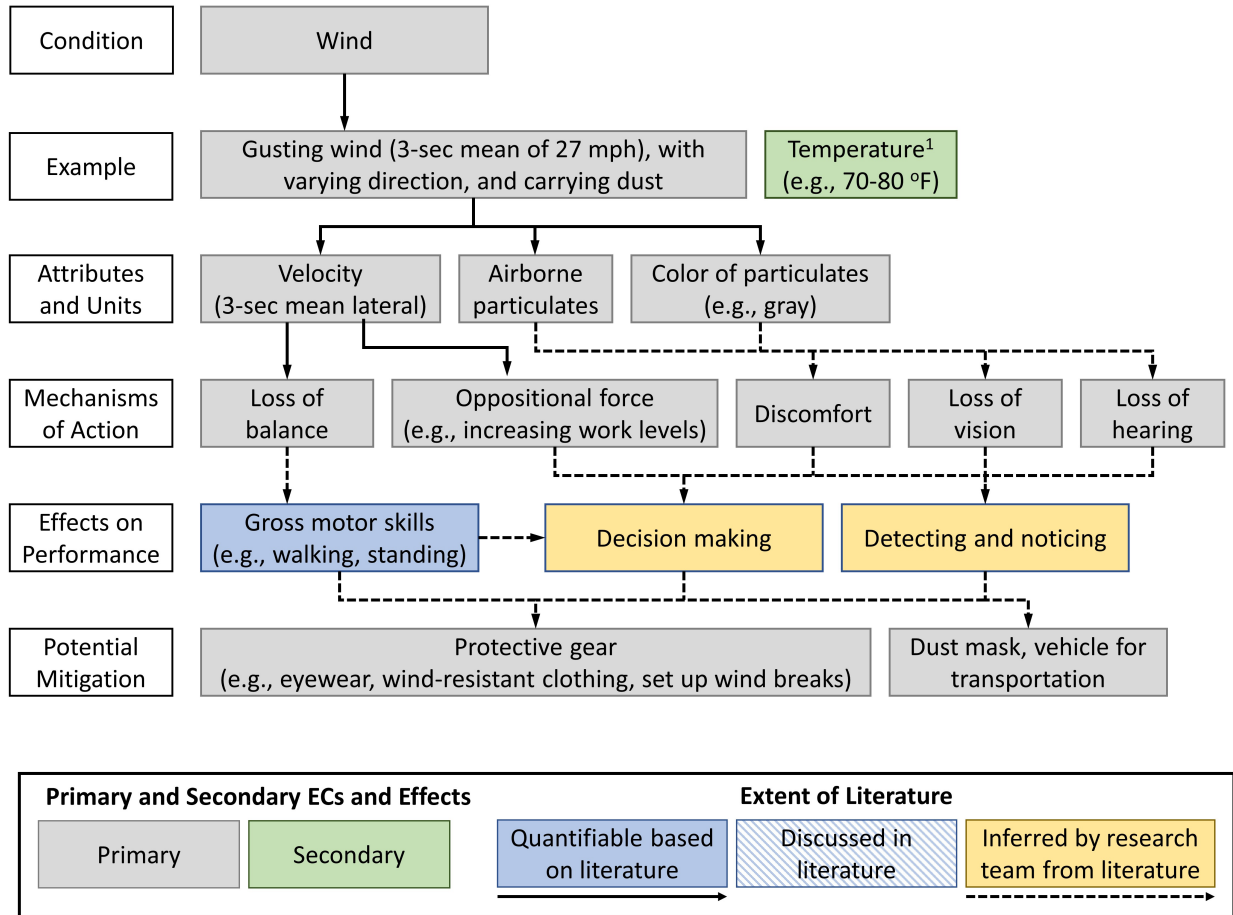 Condition
Wind
Example
Gusting wind (3-sec mean of 27 mph), with
varying direction, and carrying dust
Temperature¹
(e.g., 70-80 ºF)
Attributes
and Units
Velocity
(3-sec mean lateral)
Airborne
particulates
Color of particulates
(e.g., gray)
Mechanisms
of Action
Loss of
balance
Oppositional force
(e.g., increasing work levels)
Discomfort
Loss of
vision
Loss of
hearing
Effects on
Performance
Gross motor skills
(e.g., walking, standing)
Decision making
Detecting and noticing
Potential
Mitigation
Protective gear
(e.g., eyewear, wind-resistant clothing, set up wind breaks)
Dust mask, vehicle for
transportation
Primary and Secondary ECs and Effects
Primary
Secondary
Extent of Literature
Quantifiable based
on literature
Discussed in
literature
Inferred by research
team from literature